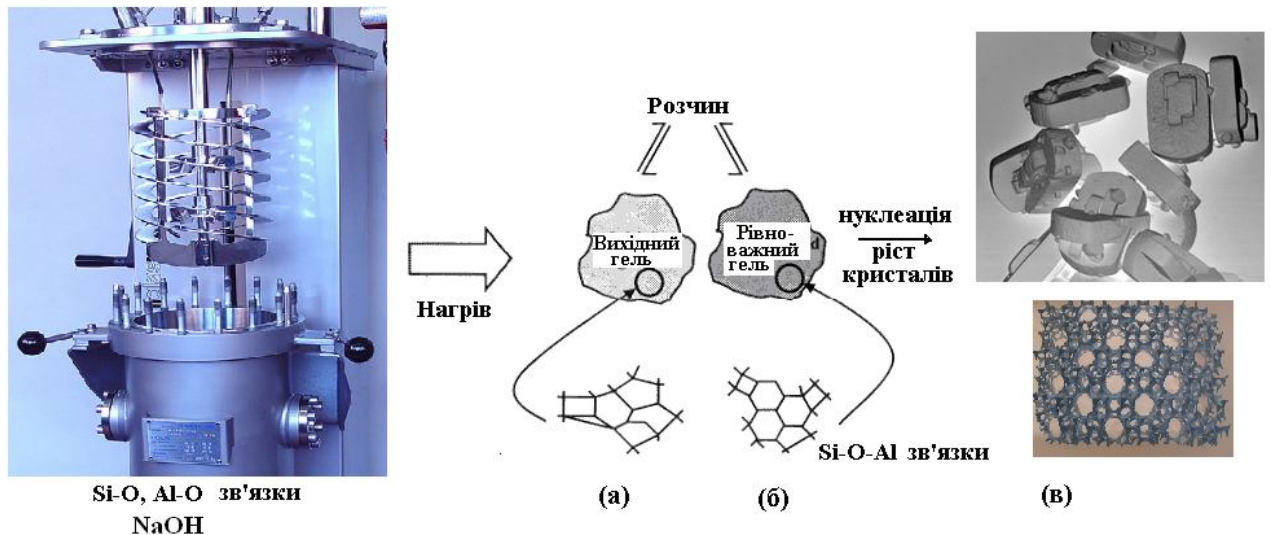 Розчин
Вихідний
гель
Рівно-
важний
гель
нуклеація
ріст
кристалів
Нагрів
Si-O-Al зв'язки
Si-O, Al-O зв'язки
NaOH
(а)
(б)
(в)